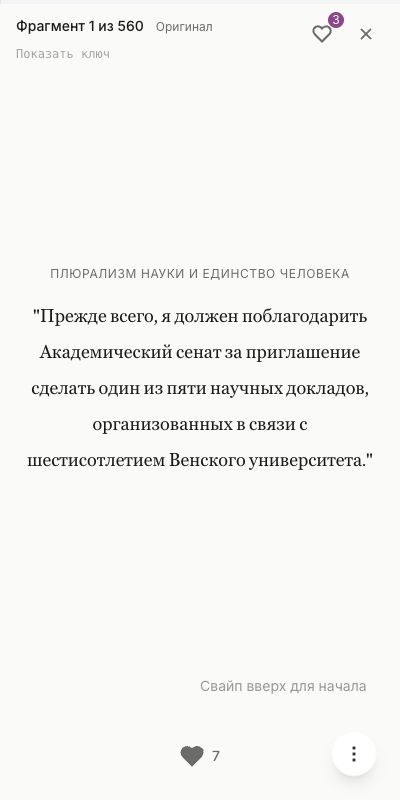 Фрагмент 1 из 560 Оригинал
3
Показать ключ
ПЛЮРАЛИЗМ НАУКИ И ЕДИНСТВО ЧЕЛОВЕКА
"Прежде всего, я должен поблагодарить
Академический сенат за приглашение
сделать один из пяти научных докладов,
организованных в связи с
шестисотлетием Венского университета."
Свайп вверх для начала
7